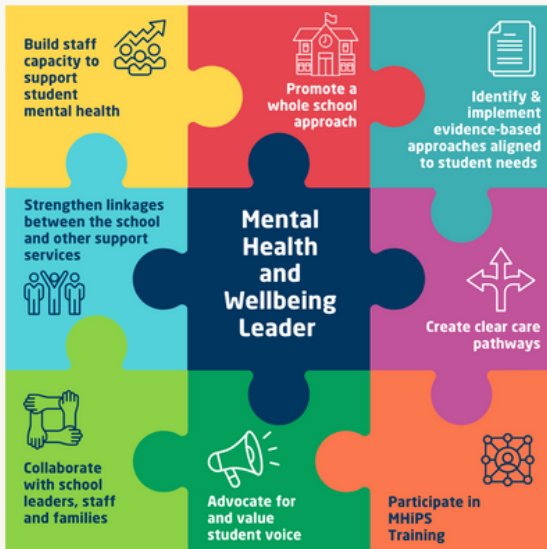 Build staff
capacity to
support
student
mental health
Promote a
whole school
approach
Identify &
implement
evidence-based
approaches aligned
to student needs
Strengthen linkages
between the school
and other support
services
Mental
Health
and
Wellbeing
Leader
Create clear care
pathways
Collaborate
with school
leaders, staff
and families
Advocate for
and value
student voice
Participate in
MHiPS
Training